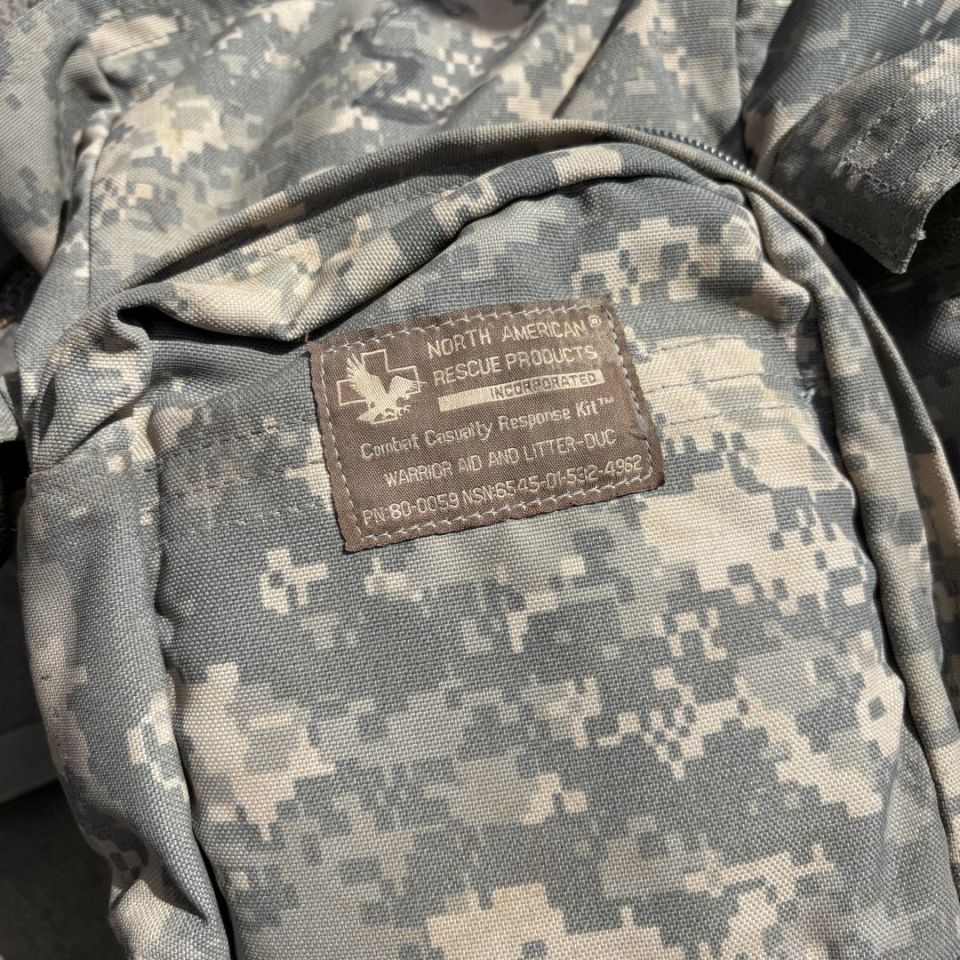 NORTH AMERICAN®
RESCUE PRODUCTS
INCORPORATED
Combat Casualty Response Kit™
WARRIOR AID AND LITTER-DUC
PN:80-0059 NSN:6545-01-532-4962